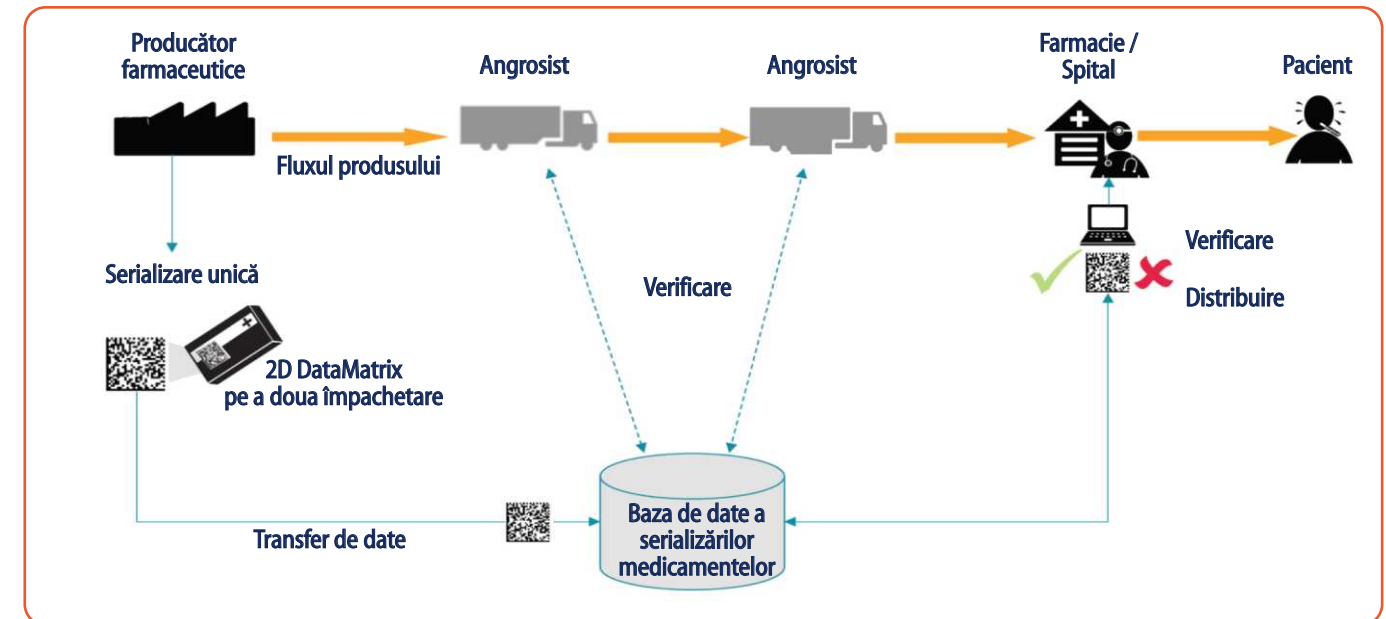 Producător
farmaceutice
Angrosist
Angrosist
Farmacie /
Spital
Pacient
Fluxul produsului
Serializare unică
Verificare
Verificare
Distribuire
2D DataMatrix
pe a doua împachetare
Transfer de date
Baza de date a
serializărilor
medicamentelor